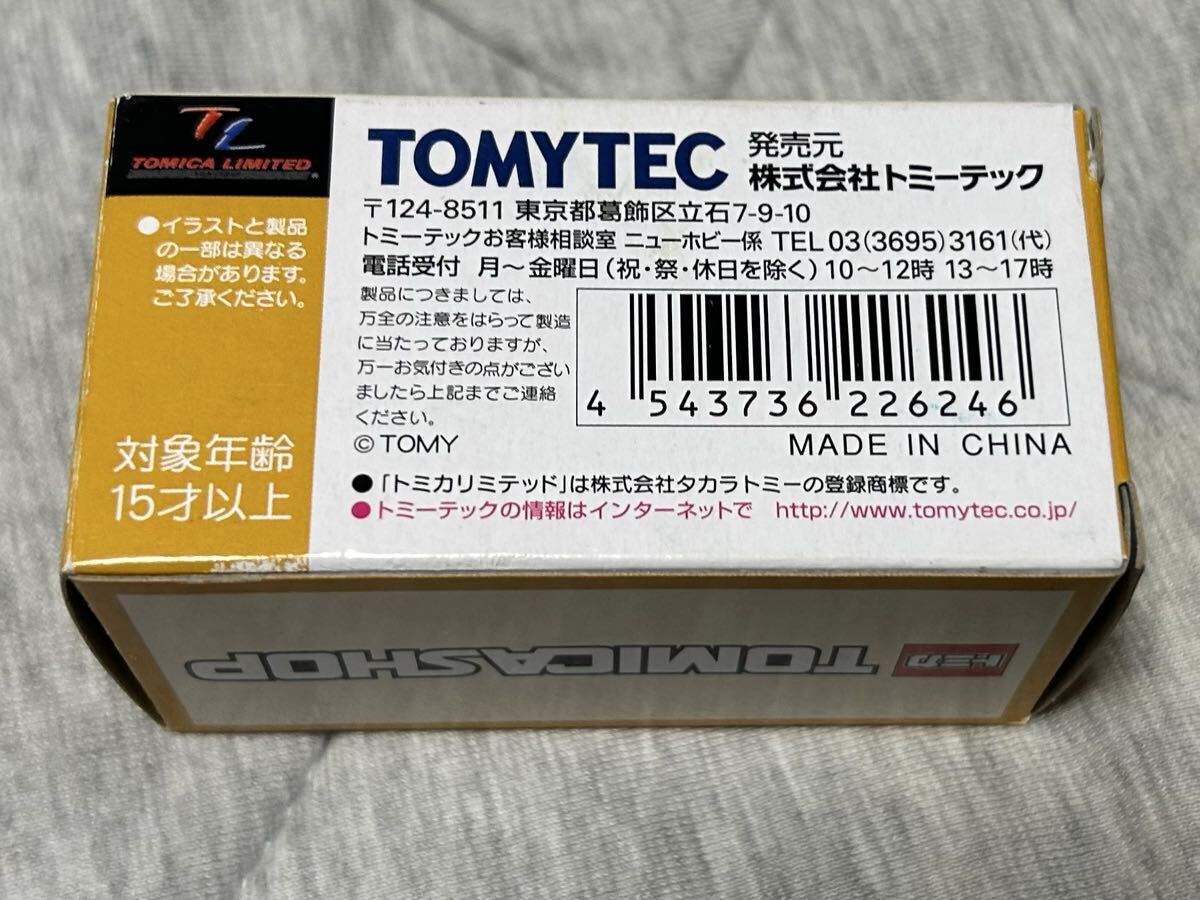 TL
TOMICA LIMITED
●イラストと製品
の一部は異なる
場合があります。
ご了承ください。
対象年齢
15才以上
TOMYTEC
発売元
株式会社トミーテック
〒124-8511 東京都葛飾区立石7-9-10
トミーテックお客様相談室 ニューホビー係 TEL 03(3695)3161(代)
電話受付 月～金曜日(祝・祭・休日を除く)10～12時 13～17時
製品につきましては、
万全の注意をはらって製造
に当たっておりますが、
万一お気付きの点がござい
ましたら上記までご連絡
ください。
© TOMY
4 543736 226246
MADE IN CHINA
●「トミカリミテッド」は株式会社タカラトミーの登録商標です。
●トミーテックの情報はインターネットで http://www.tomytec.co.jp/
トミカ TOMICASHOP